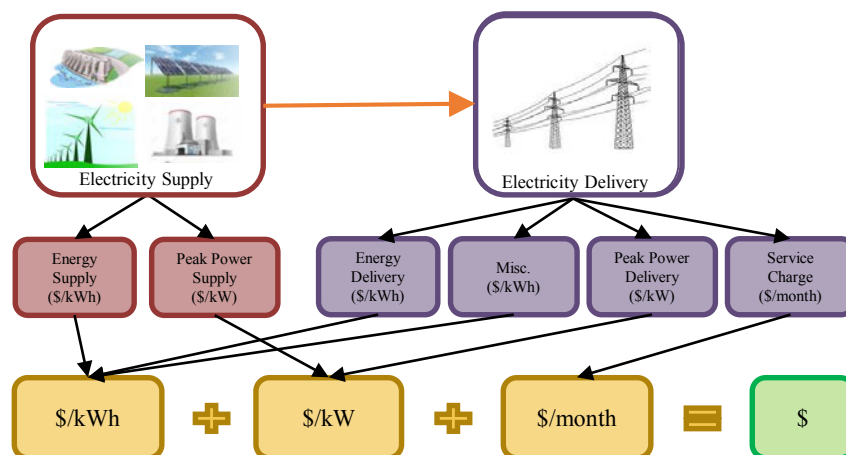 Electricity Supply
Electricity Delivery
Energy
Supply
($/kWh)
Peak Power
Supply
($/kW)
Energy
Delivery
($/kWh)
Misc.
($/kWh)
Peak Power
Delivery
($/kW)
Service
Charge
($/month)
$/kWh
$/kW
$/month
$